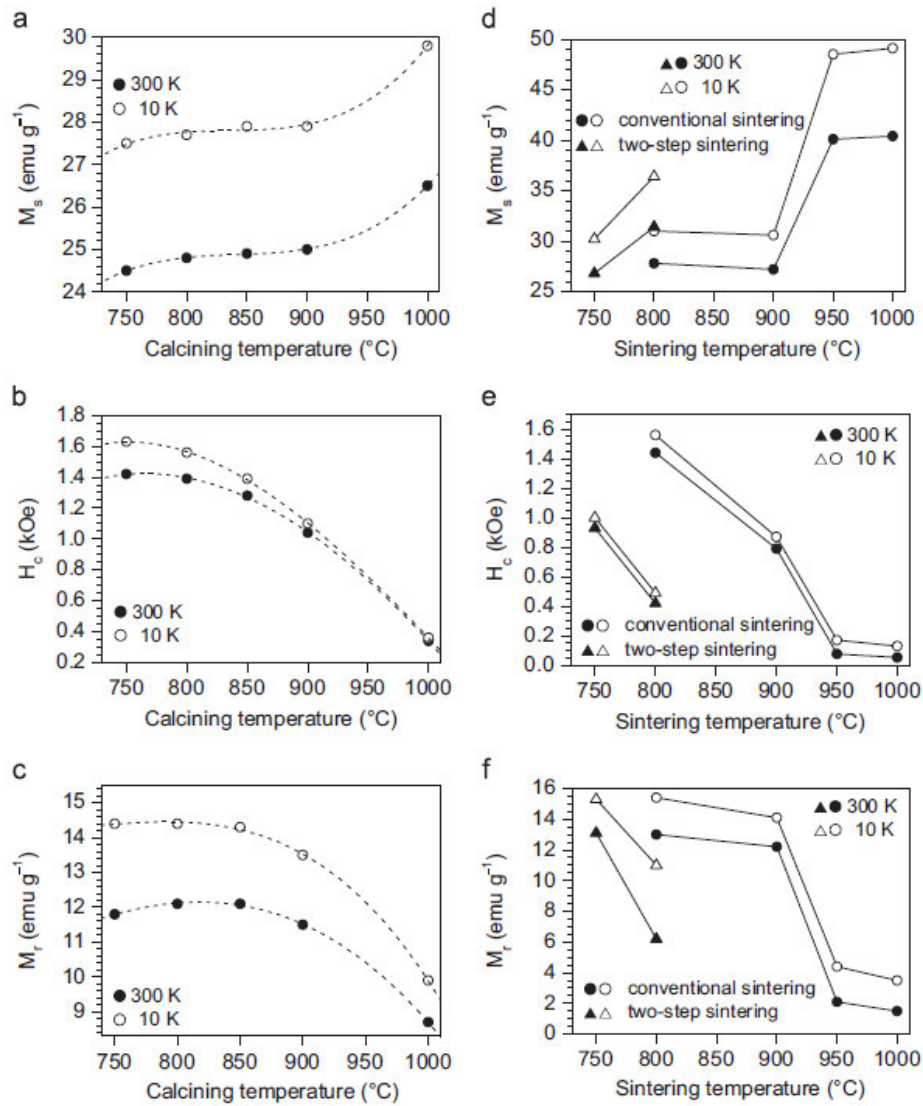 a
30
29
28
27
26
25
24
M_s (emu g⁻¹)
300 K
10 K
750 800 850 900 1000
Calcining temperature (°C)
d
50
45
40
35
30
25
M_s (emu g⁻¹)
300 K
10 K
conventional sintering
two-step sintering
750 800 850 900 950 1000
Sintering temperature (°C)
b
1.8
1.6
1.4
1.2
1.0
0.8
0.6
0.4
0.2
H_c (kOe)
300 K
10 K
750 800 850 900 1000
Calcining temperature (°C)
e
1.6
1.4
1.2
1.0
0.8
0.6
0.4
0.2
0.0
H_c (kOe)
300 K
10 K
conventional sintering
two-step sintering
750 800 850 900 950 1000
Sintering temperature (°C)
c
15
14
13
12
11
10
9
M_r (emu g⁻¹)
300 K
10 K
750 800 850 900 1000
Calcining temperature (°C)
f
16
14
12
10
8
6
4
2
0
M_r (emu g⁻¹)
300 K
10 K
conventional sintering
two-step sintering
750 800 850 900 950 1000
Sintering temperature (°C)